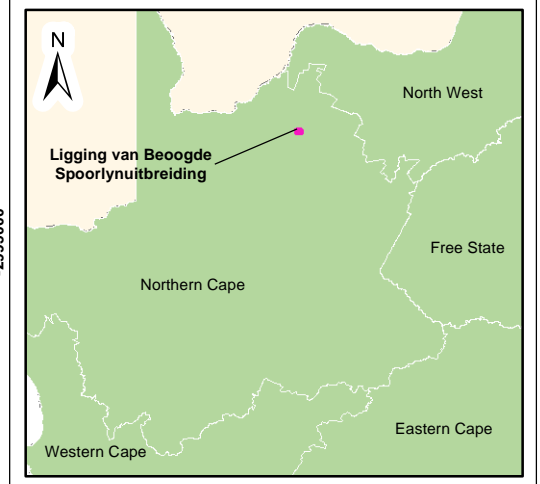 N
North West
Ligging van Beoogde
Spoorlynuitbreiding
Free State
Northern Cape
Eastern Cape
Western Cape